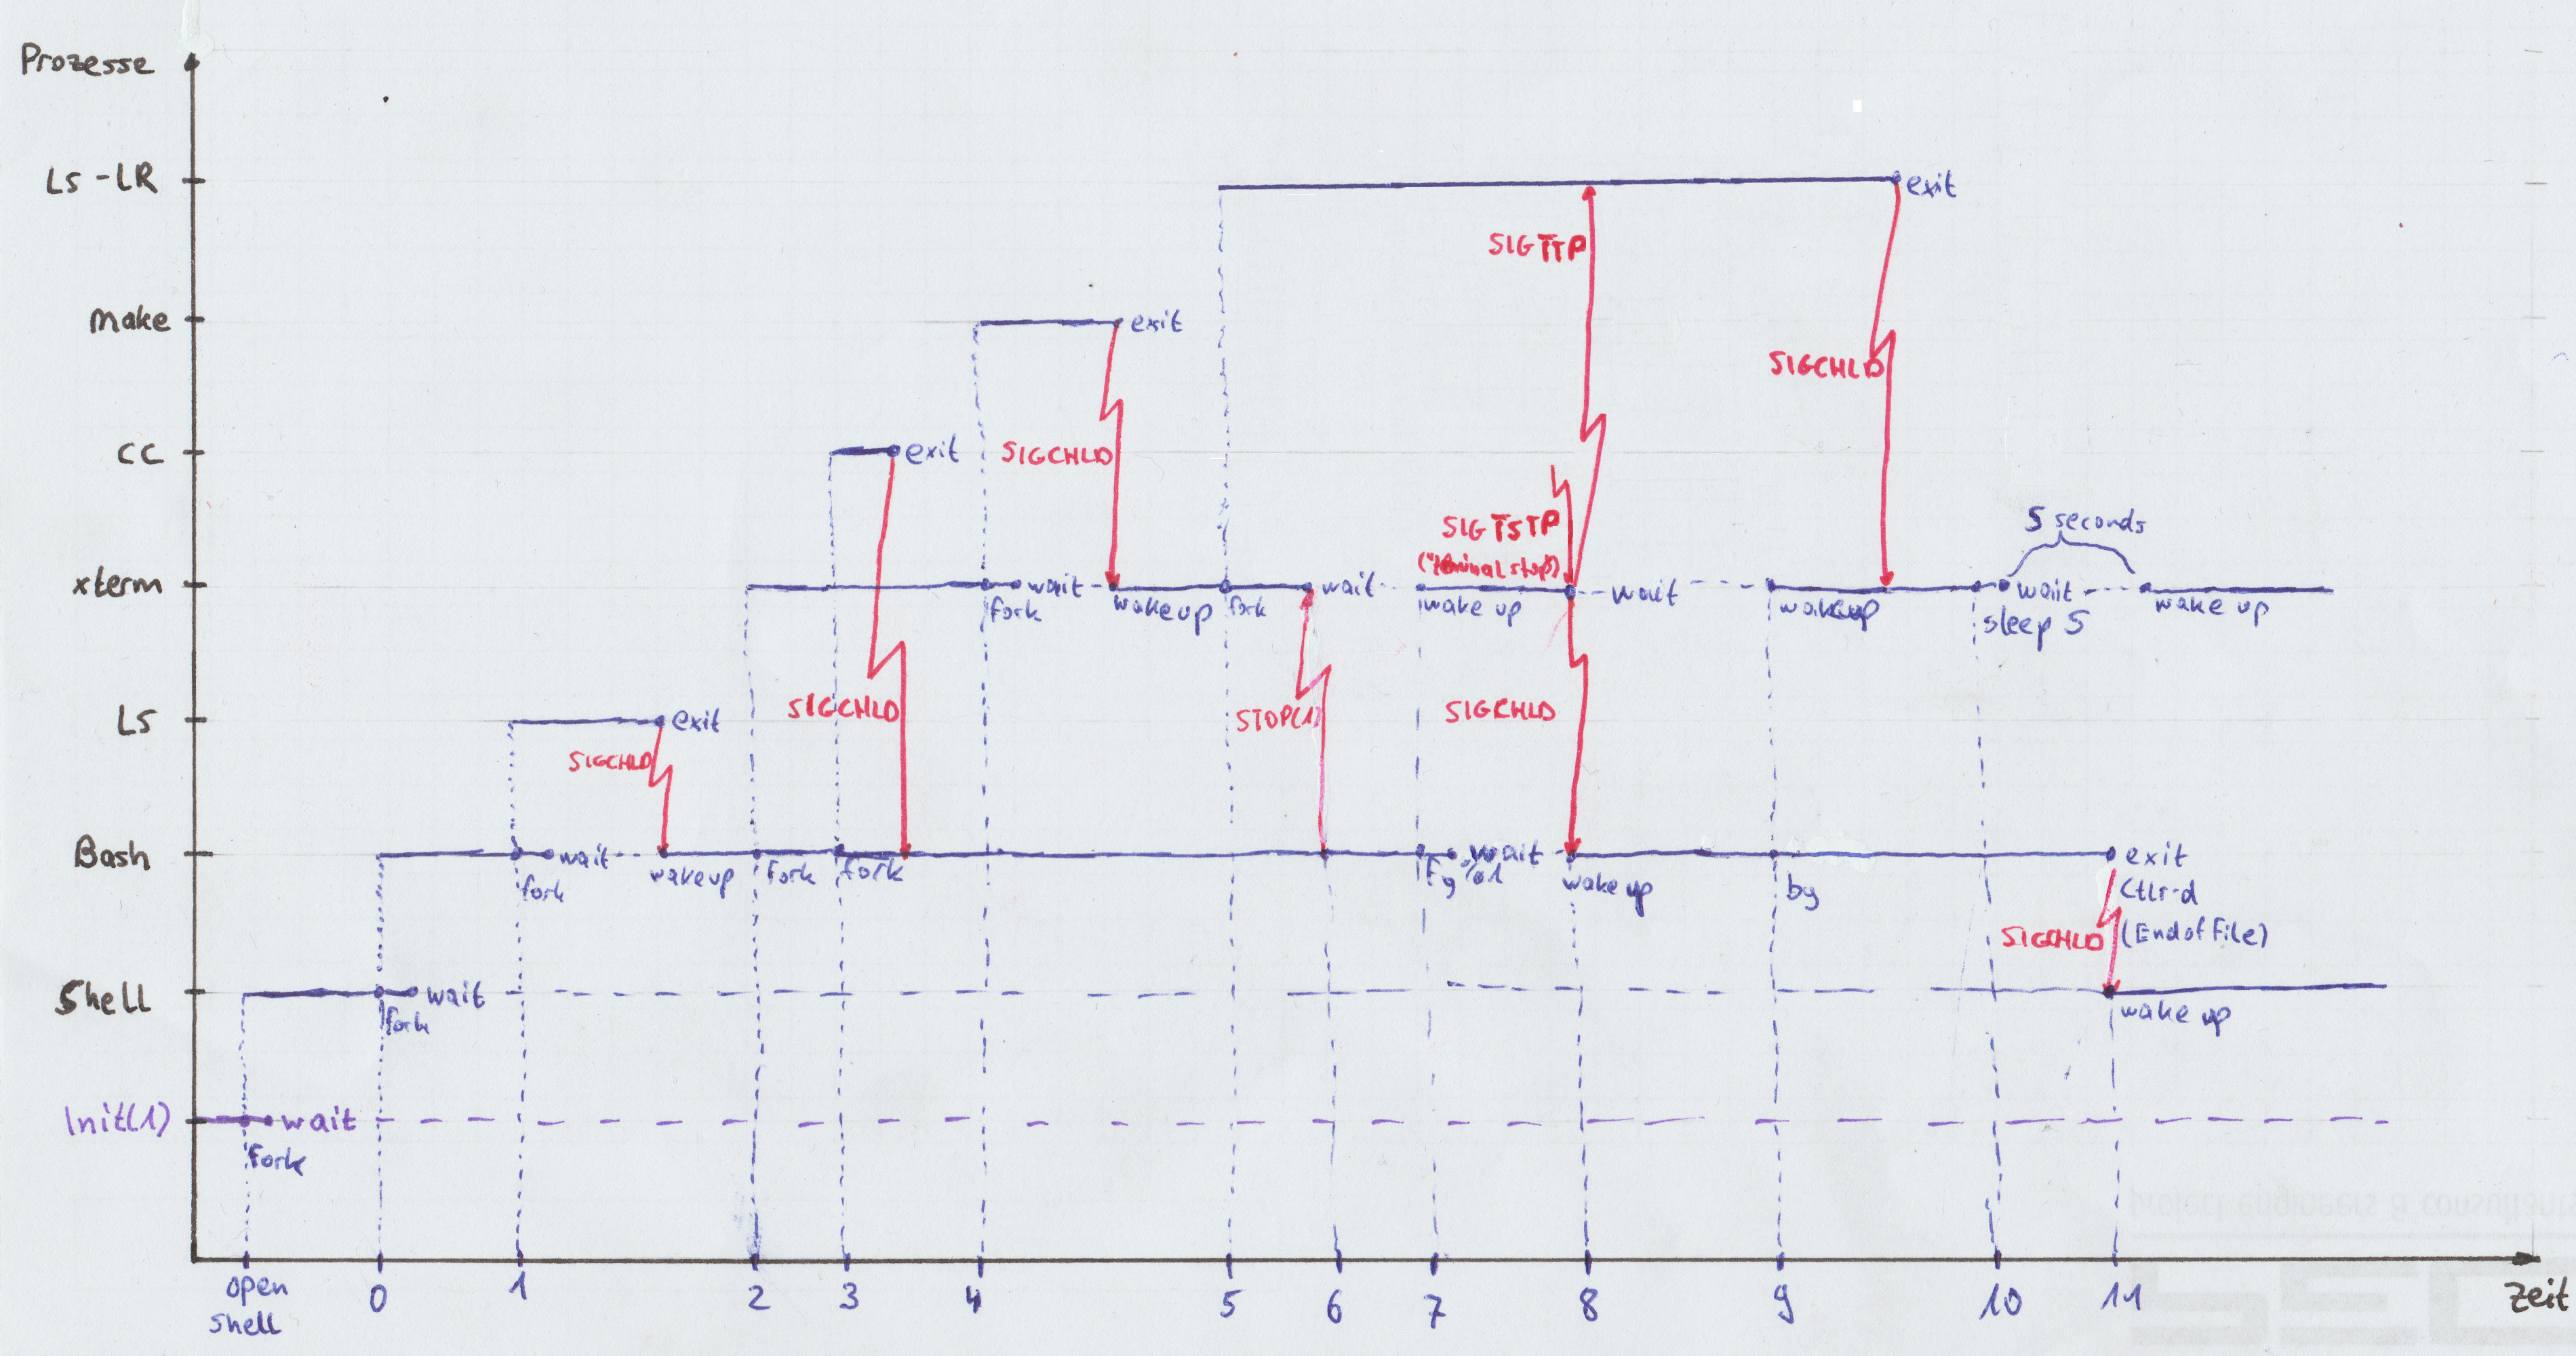 Prozesse
Ls -LR
exit
SIGTTP
make
exit
SIGCHLD
CC
exit
SIGCHLD
5 seconds
SIGTSTP
("terminal stop")
xterm
wait
wait
wait
wait
fork
wake up
fork
wake up
wakeup
sleep 5
wake up
LS
exit
SIGCHLD
STOP(1)
SIGCHLD
SIGCHLD
Bash
wait
wait
exit
fork
wake up
fork
fork
fg %1
wake up
bg
Ctlr-d
SIGCHLD
(End of File)
Shell
wait
fork
wake up
Init(1)
wait
fork
open
shell
0
1
2
3
4
5
6
7
8
9
10
11
Zeit